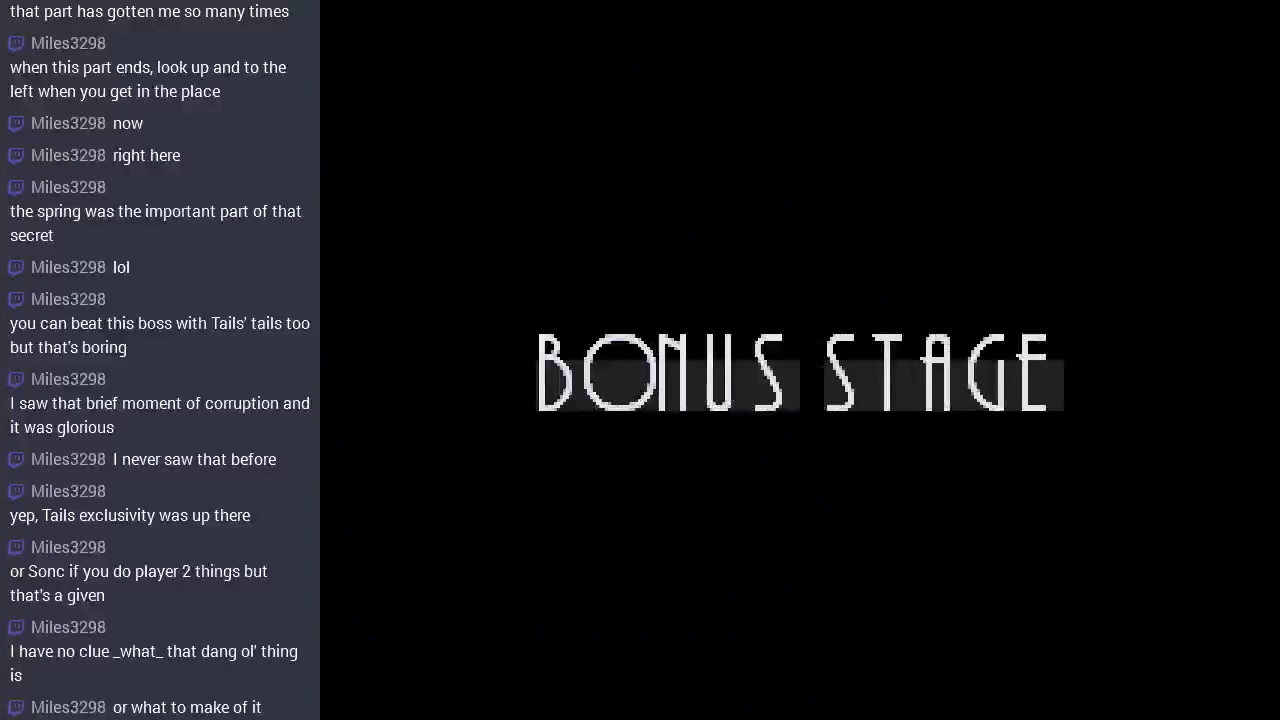 that part has gotten me so many times
Miles3298
when this part ends, look up and to the
left when you get in the place
Miles3298 now
Miles3298 right here
Miles3298
the spring was the important part of that
secret
Miles3298 lol
Miles3298
you can beat this boss with Tails' tails too
but that's boring
Miles3298
I saw that brief moment of corruption and
it was glorious
Miles3298 I never saw that before
Miles3298
yep, Tails exclusivity was up there
Miles3298
or Sonc if you do player 2 things but
that's a given
Miles3298
I have no clue _what_ that dang ol' thing
is
Miles3298 or what to make of it
BONUS STAGE